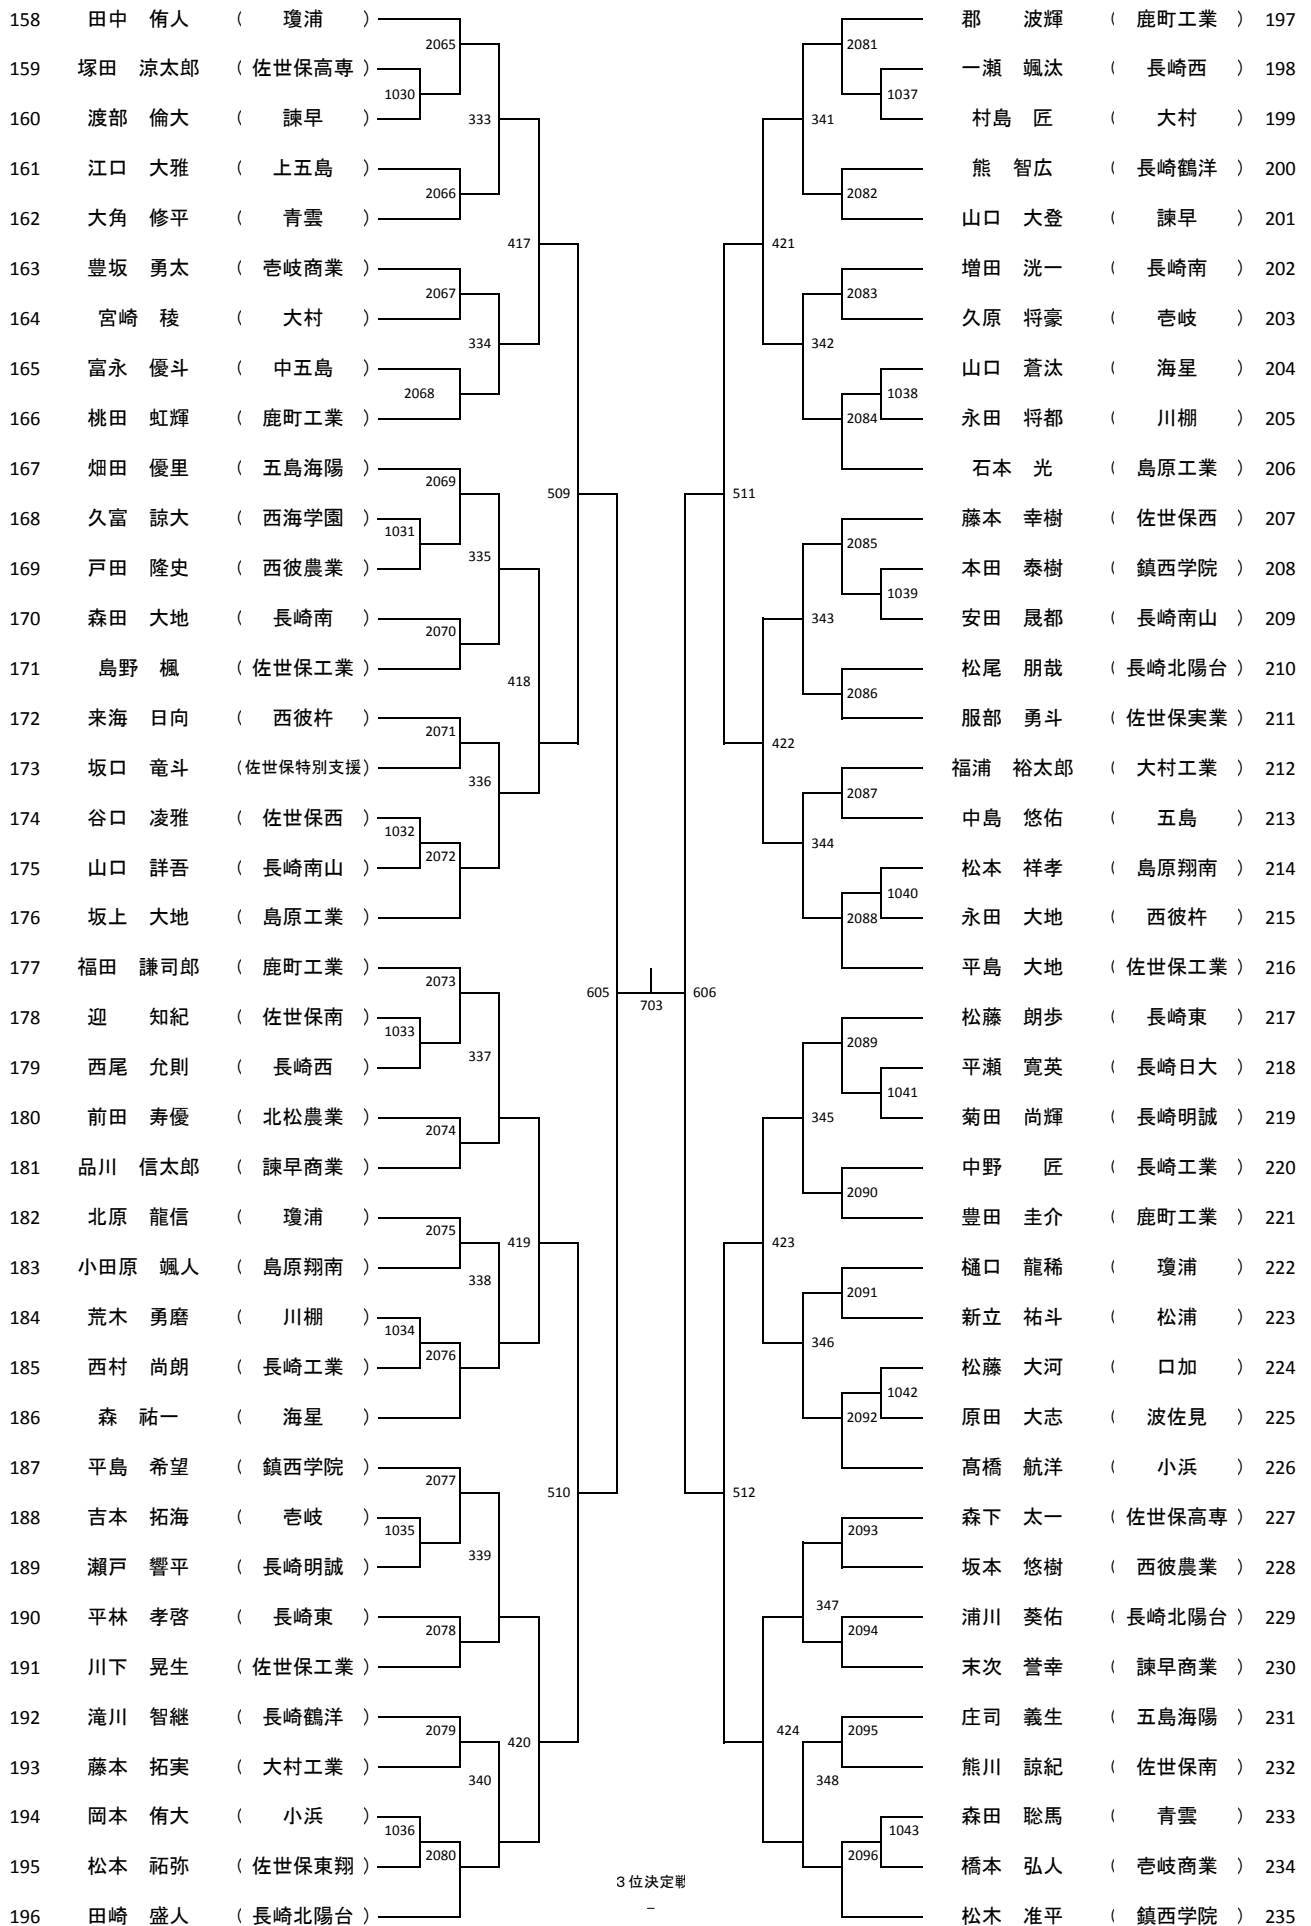 158 田中 侑人 （ 瓊浦 ）
159 塚田 涼太郎 （ 佐世保高専 ）
160 渡部 倫大 （ 諫早 ）
161 江口 大雅 （ 上五島 ）
162 大角 修平 （ 青雲 ）
163 豊坂 勇太 （ 壱岐商業 ）
164 宮崎 稜 （ 大村 ）
165 富永 優斗 （ 中五島 ）
166 桃田 虹輝 （ 鹿町工業 ）
167 畑田 優里 （ 五島海陽 ）
168 久富 諒大 （ 西海学園 ）
169 戸田 隆史 （ 西彼農業 ）
170 森田 大地 （ 長崎南 ）
171 島野 楓 （ 佐世保工業 ）
172 来海 日向 （ 西彼杵 ）
173 坂口 竜斗 （佐世保特別支援）
174 谷口 凌雅 （ 佐世保西 ）
175 山口 詳吾 （ 長崎南山 ）
176 坂上 大地 （ 島原工業 ）
177 福田 謙司郎 （ 鹿町工業 ）
178 迎 知紀 （ 佐世保南 ）
179 西尾 允則 （ 長崎西 ）
180 前田 寿優 （ 北松農業 ）
181 品川 信太郎 （ 諫早商業 ）
182 北原 龍信 （ 瓊浦 ）
183 小田原 颯人 （ 島原翔南 ）
184 荒木 勇磨 （ 川棚 ）
185 西村 尚朗 （ 長崎工業 ）
186 森 祐一 （ 海星 ）
187 平島 希望 （ 鎮西学院 ）
188 吉本 拓海 （ 壱岐 ）
189 瀬戸 響平 （ 長崎明誠 ）
190 平林 孝啓 （ 長崎東 ）
191 川下 晃生 （ 佐世保工業 ）
192 滝川 智継 （ 長崎鶴洋 ）
193 藤本 拓実 （ 大村工業 ）
194 岡本 侑大 （ 小浜 ）
195 松本 祏弥 （ 佐世保東翔 ）
196 田崎 盛人 （ 長崎北陽台 ）
2065
1030
333
2066
417
2067
334
2068
2069
509
1031
335
2070
418
2071
336
1032
2072
2073
605
1033
337
2074
2075
419
338
1034
2076
2077
510
1035
339
2078
2079
420
340
1036
2080
703
３位決定戦
–
606
2081
1037
341
2082
421
2083
342
1038
2084
511
2085
1039
343
2086
422
2087
344
1040
2088
2089
1041
345
2090
423
2091
346
1042
2092
512
2093
347
2094
424
2095
348
1043
2096
郡 波輝 （ 鹿町工業 ） 197
一瀬 颯汰 （ 長崎西 ） 198
村島 匠 （ 大村 ） 199
熊 智広 （ 長崎鶴洋 ） 200
山口 大登 （ 諫早 ） 201
増田 洸一 （ 長崎南 ） 202
久原 将豪 （ 壱岐 ） 203
山口 蒼汰 （ 海星 ） 204
永田 将都 （ 川棚 ） 205
石本 光 （ 島原工業 ） 206
藤本 幸樹 （ 佐世保西 ） 207
本田 泰樹 （ 鎮西学院 ） 208
安田 晟都 （ 長崎南山 ） 209
松尾 朋哉 （ 長崎北陽台 ） 210
服部 勇斗 （ 佐世保実業 ） 211
福浦 裕太郎 （ 大村工業 ） 212
中島 悠佑 （ 五島 ） 213
松本 祥孝 （ 島原翔南 ） 214
永田 大地 （ 西彼杵 ） 215
平島 大地 （ 佐世保工業 ） 216
松藤 朗歩 （ 長崎東 ） 217
平瀬 寛英 （ 長崎日大 ） 218
菊田 尚輝 （ 長崎明誠 ） 219
中野 匠 （ 長崎工業 ） 220
豊田 圭介 （ 鹿町工業 ） 221
樋口 龍稀 （ 瓊浦 ） 222
新立 祐斗 （ 松浦 ） 223
松藤 大河 （ 口加 ） 224
原田 大志 （ 波佐見 ） 225
髙橋 航洋 （ 小浜 ） 226
森下 太一 （ 佐世保高専 ） 227
坂本 悠樹 （ 西彼農業 ） 228
浦川 葵佑 （ 長崎北陽台 ） 229
末次 誉幸 （ 諫早商業 ） 230
庄司 義生 （ 五島海陽 ） 231
熊川 諒紀 （ 佐世保南 ） 232
森田 聡馬 （ 青雲 ） 233
橋本 弘人 （ 壱岐商業 ） 234
松木 准平 （ 鎮西学院 ） 235